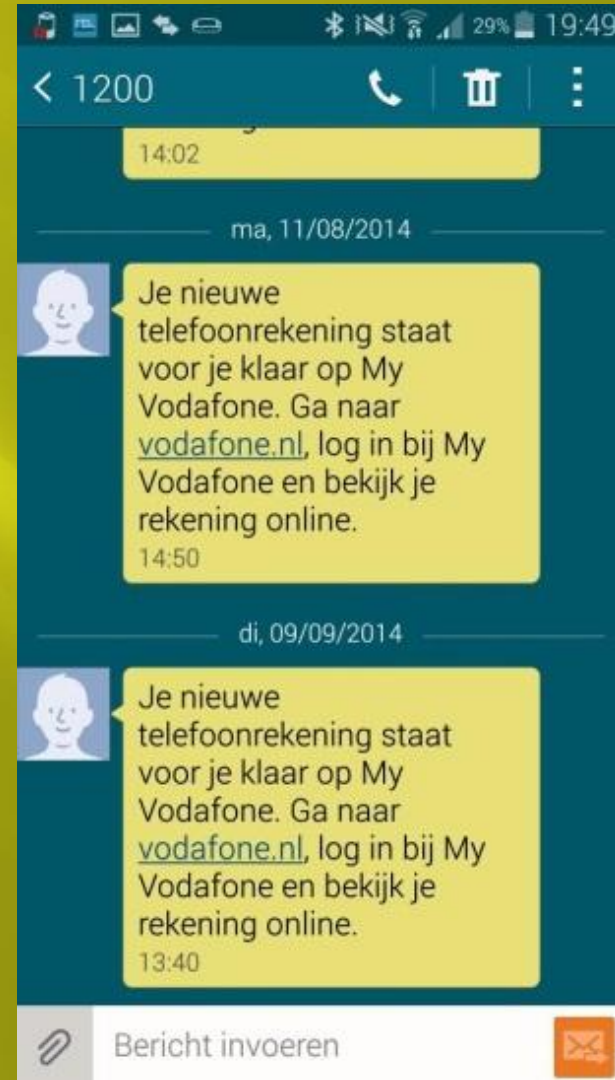 29% 19:49
1200
14:02
ma, 11/08/2014
Je nieuwe
telefoonrekening staat
voor je klaar op My
Vodafone. Ga naar
vodafone.nl, log in bij My
Vodafone en bekijk je
rekening online.
14:50
di, 09/09/2014
Je nieuwe
telefoonrekening staat
voor je klaar op My
Vodafone. Ga naar
vodafone.nl, log in bij My
Vodafone en bekijk je
rekening online.
13:40
Bericht invoeren